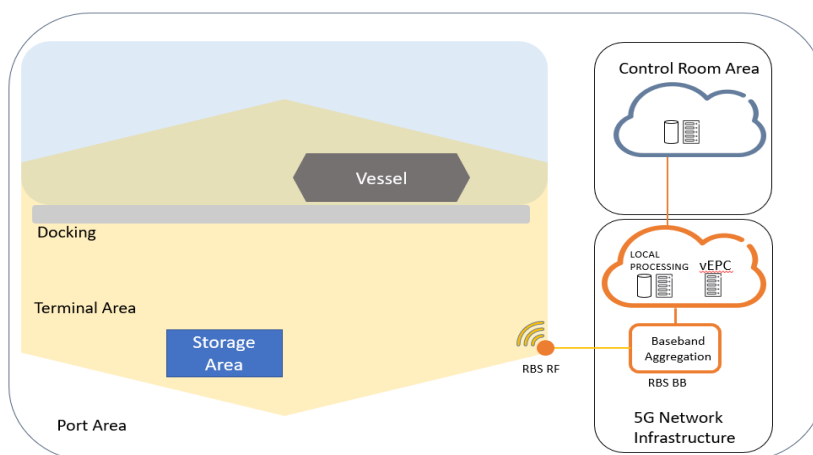 Control Room Area
Vessel
Docking
LOCAL
PROCESSING
vEPC
Terminal Area
Storage
Area
Baseband
Aggregation
RBS RF
RBS BB
Port Area
5G Network
Infrastructure